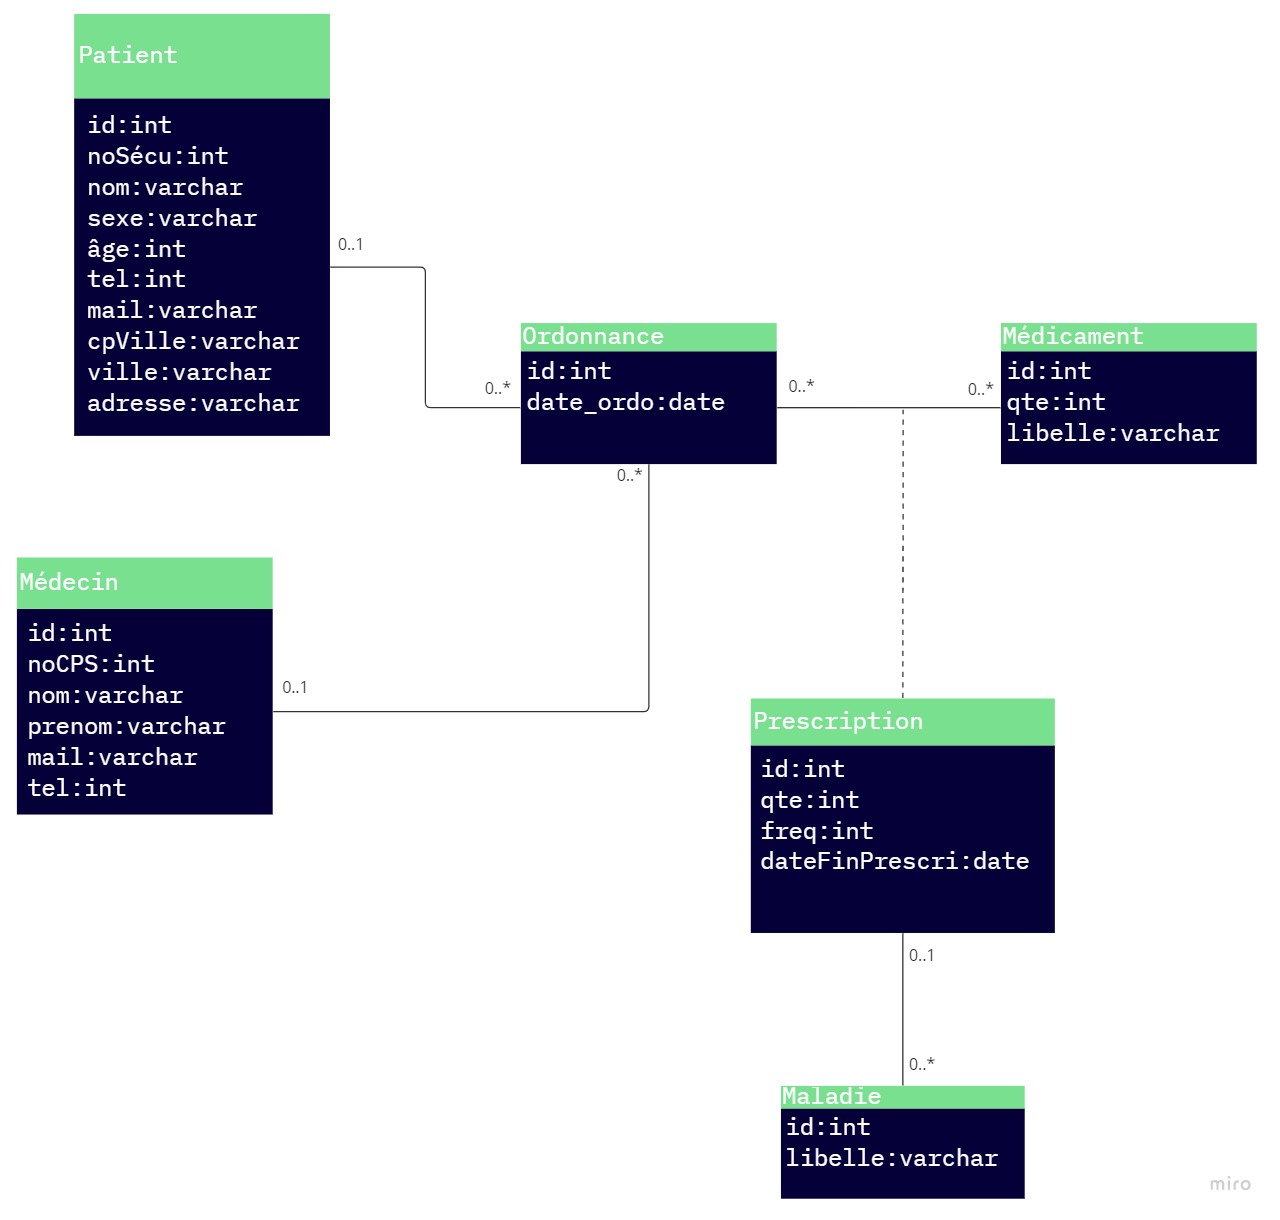 Patient
id:int
noSécu:int
nom:varchar
sexe:varchar
âge:int
tel:int
mail:varchar
cpVille:varchar
ville:varchar
adresse:varchar
0..1
0..*
Ordonnance
id:int
date_ordo:date
0..*
0..*
0..*
Médicament
id:int
qte:int
libelle:varchar
Médecin
id:int
noCPS:int
nom:varchar
prenom:varchar
mail:varchar
tel:int
0..1
Prescription
id:int
qte:int
freq:int
dateFinPrescri:date
0..1
0..*
Maladie
id:int
libelle:varchar
miro